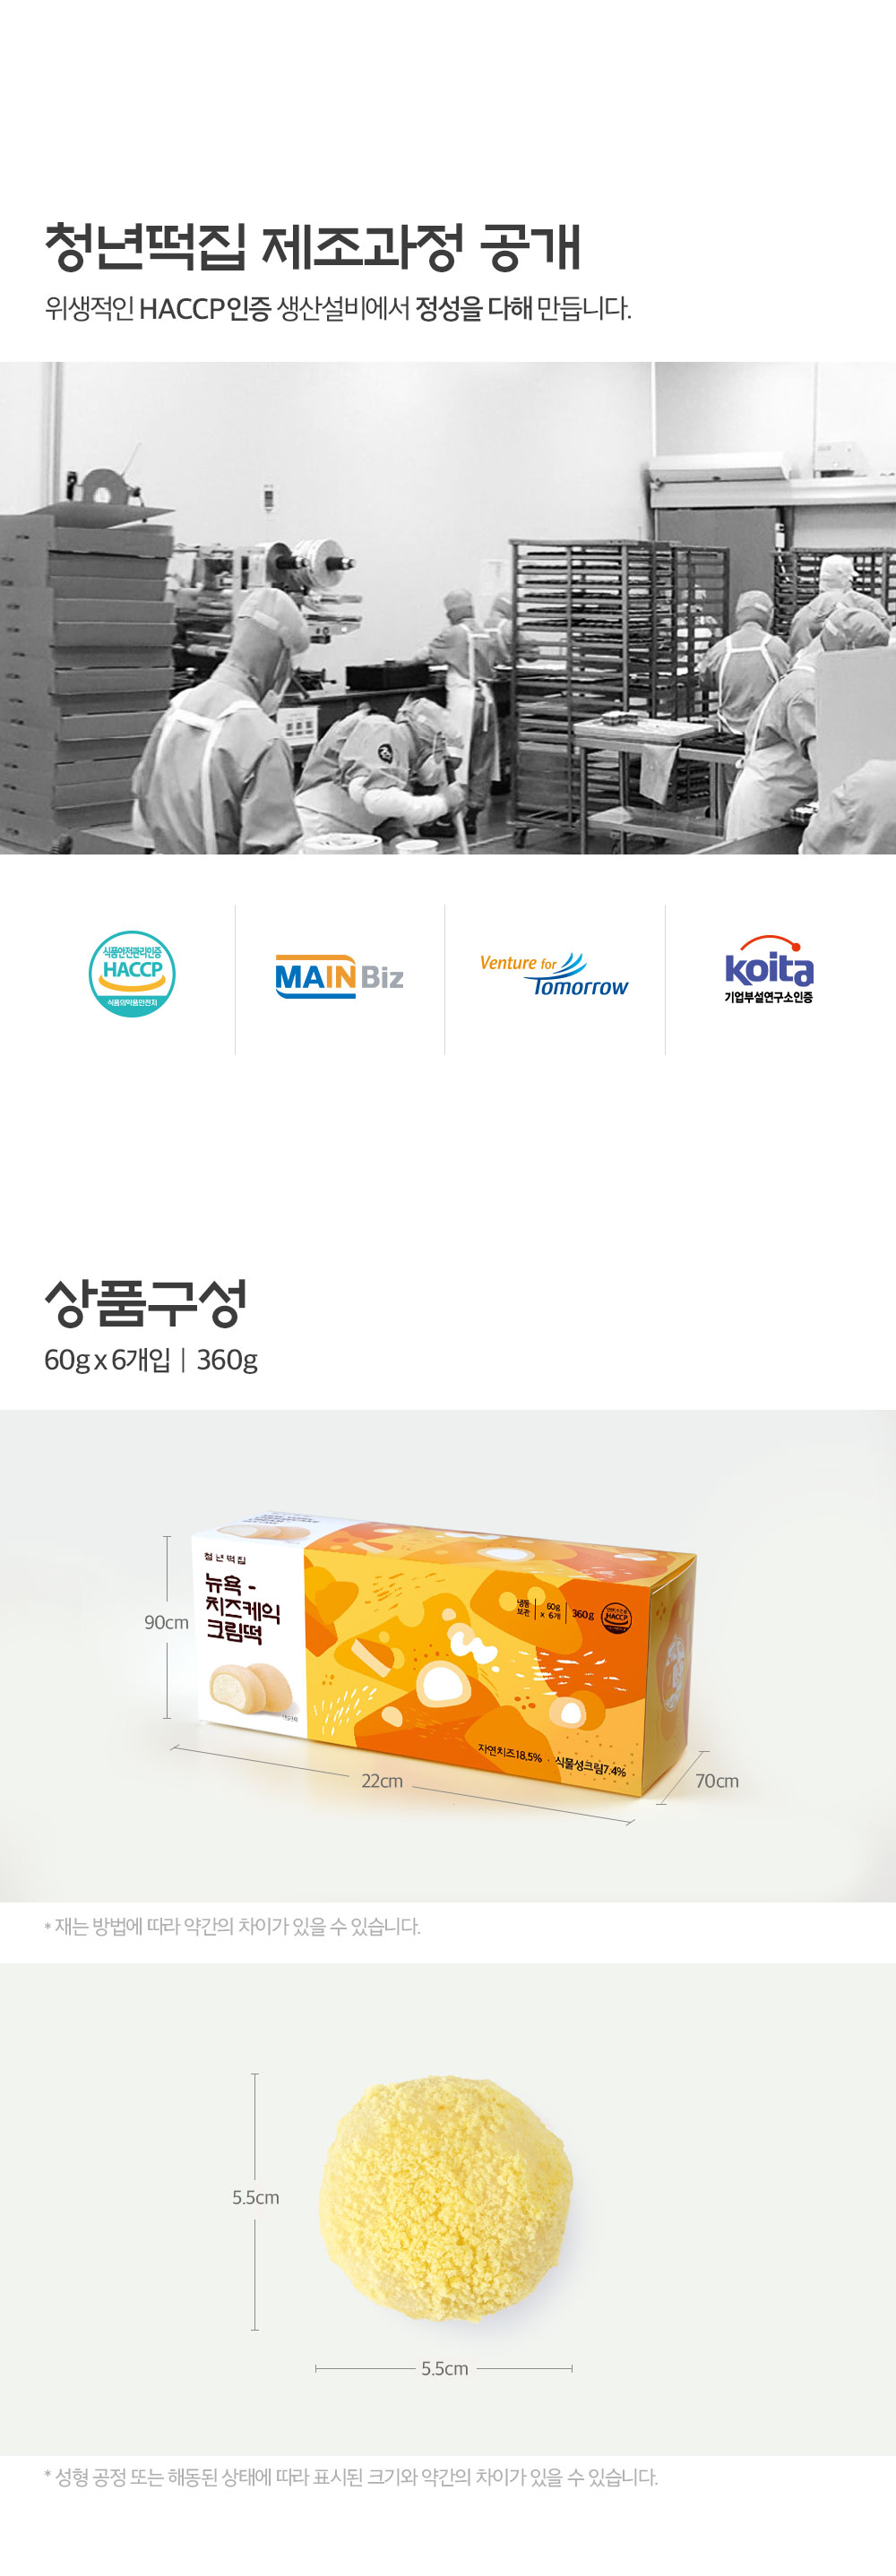 청년떡집 제조과정 공개
위생적인 HACCP인증 생산설비에서 정성을 다해 만듭니다.
식품안전관리인증
HACCP
식품의약품안전처
MAIN Biz
Venture for
Tomorrow
koita
기업부설연구소인증
상품구성
60g x 6개입 | 360g
청년떡집
뉴욕 -
치즈케익
크림떡
냉동
보관
60g
x 6개
360g
HACCP
자연치즈18.5% · 식물성크림7.4%
90cm
22cm
70cm
* 재는 방법에 따라 약간의 차이가 있을 수 있습니다.
5.5cm
5.5cm
* 성형 공정 또는 해동된 상태에 따라 표시된 크기와 약간의 차이가 있을 수 있습니다.